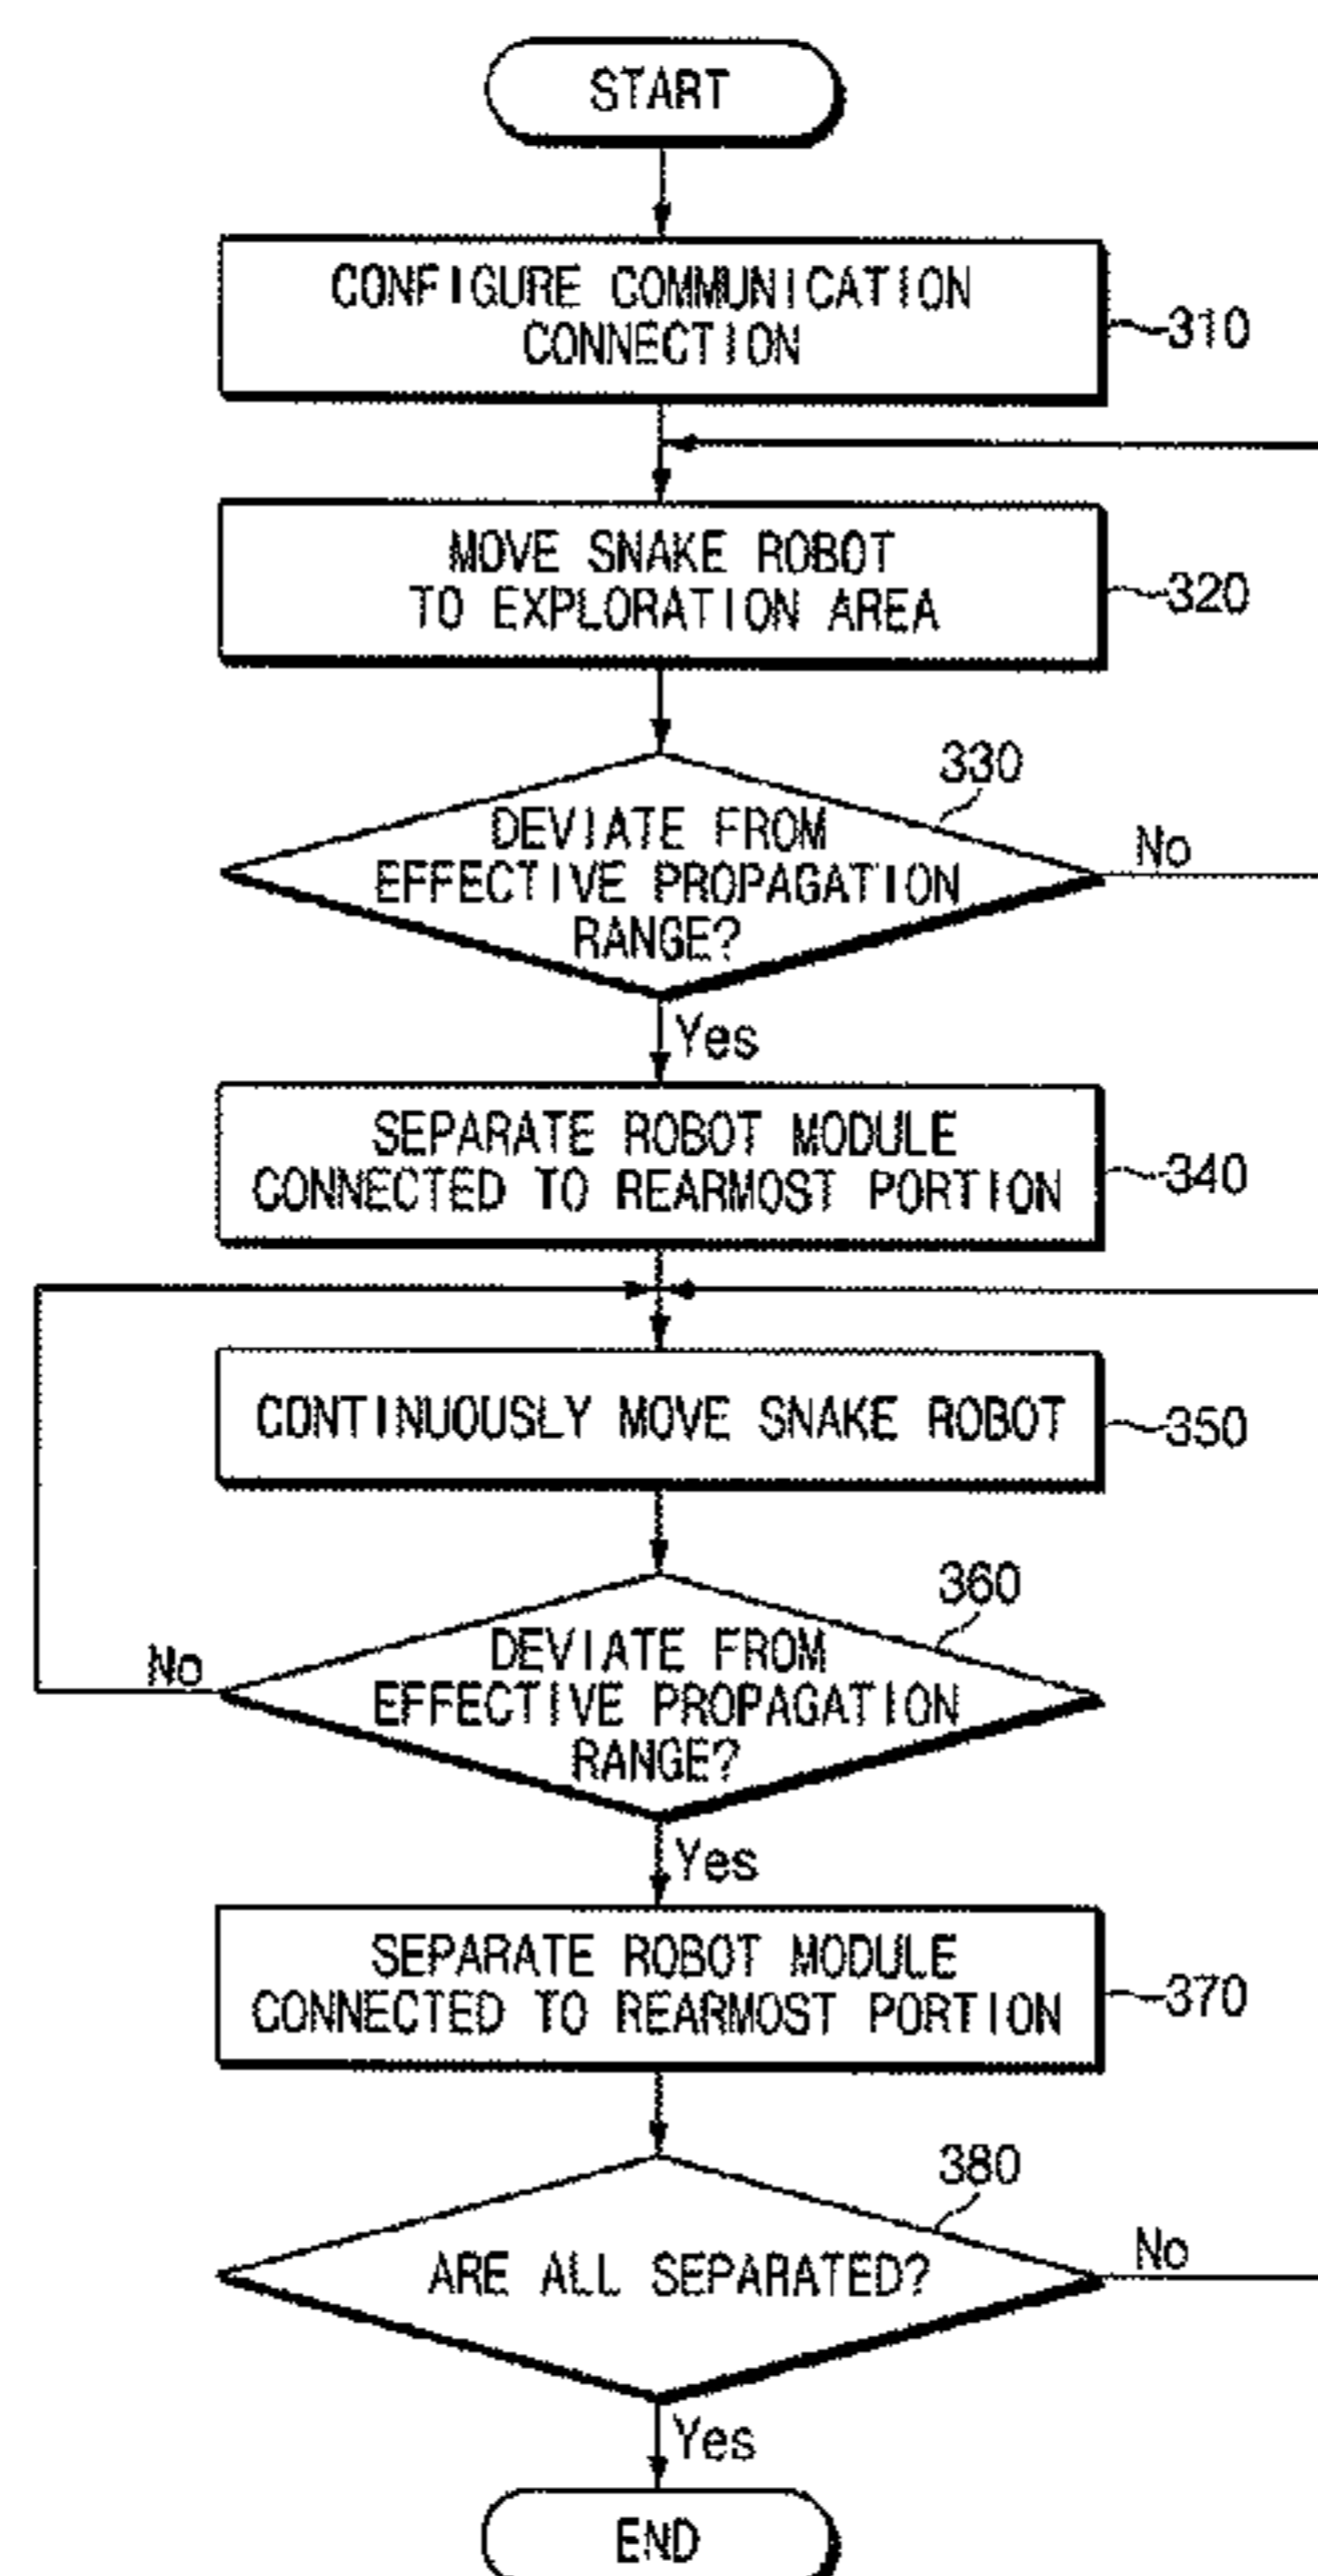 START
CONFIGURE COMMUNICATION
CONNECTION
310
MOVE SNAKE ROBOT
TO EXPLORATION AREA
320
330
DEVIATE FROM
EFFECTIVE PROPAGATION
RANGE?
No
Yes
SEPARATE ROBOT MODULE
CONNECTED TO REARMOST PORTION
340
CONTINUOUSLY MOVE SNAKE ROBOT
350
360
DEVIATE FROM
EFFECTIVE PROPAGATION
RANGE?
No
Yes
SEPARATE ROBOT MODULE
CONNECTED TO REARMOST PORTION
370
380
ARE ALL SEPARATED?
No
Yes
END